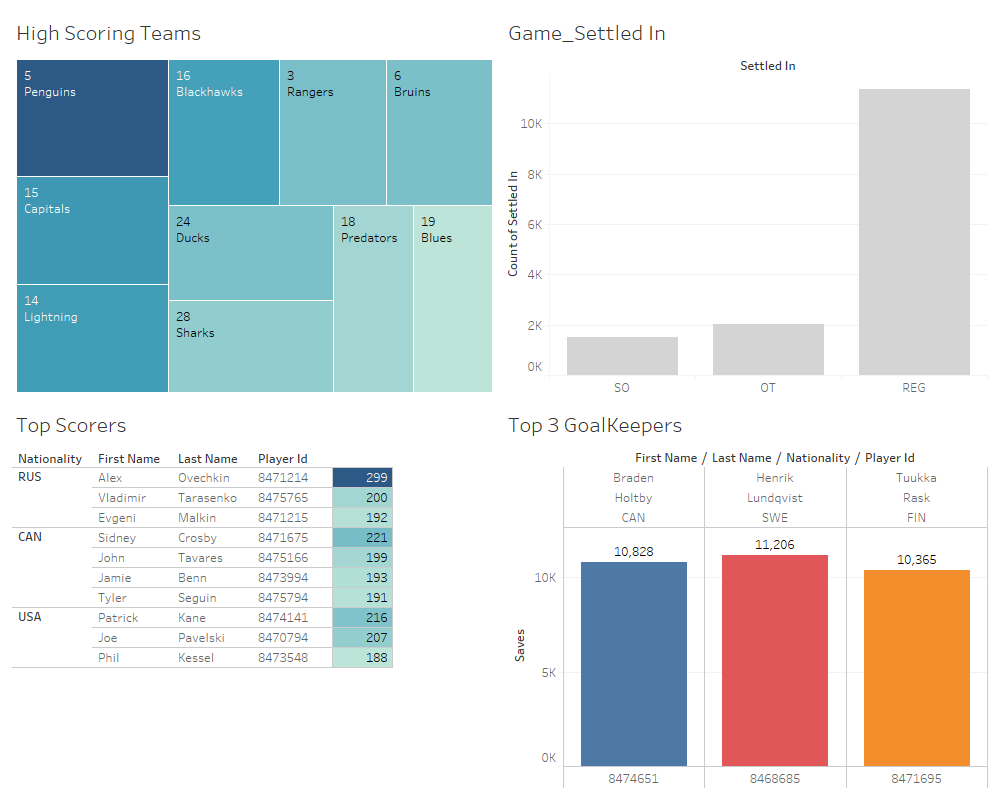 High Scoring Teams
5
Penguins
16
Blackhawks
3
Rangers
6
Bruins
15
Capitals
24
Ducks
18
Predators
19
Blues
14
Lightning
28
Sharks
Game_Settled In
Settled In
Count of Settled In
10K
8K
6K
4K
2K
0K
SO OT REG
Top Scorers
Nationality First Name Last Name Player Id
RUS Alex Ovechkin 8471214 299
Vladimir Tarasenko 8475765 200
Evgeni Malkin 8471215 192
CAN Sidney Crosby 8471675 221
John Tavares 8475166 199
Jamie Benn 8473994 193
Tyler Seguin 8475794 191
USA Patrick Kane 8474141 216
Joe Pavelski 8470794 207
Phil Kessel 8473548 188
Top 3 GoalKeepers
First Name / Last Name / Nationality / Player Id
Braden Henrik Tuukka
Holtby Lundqvist Rask
CAN SWE FIN
10,828 11,206 10,365
Saves
10K
5K
0K
8474651 8468685 8471695